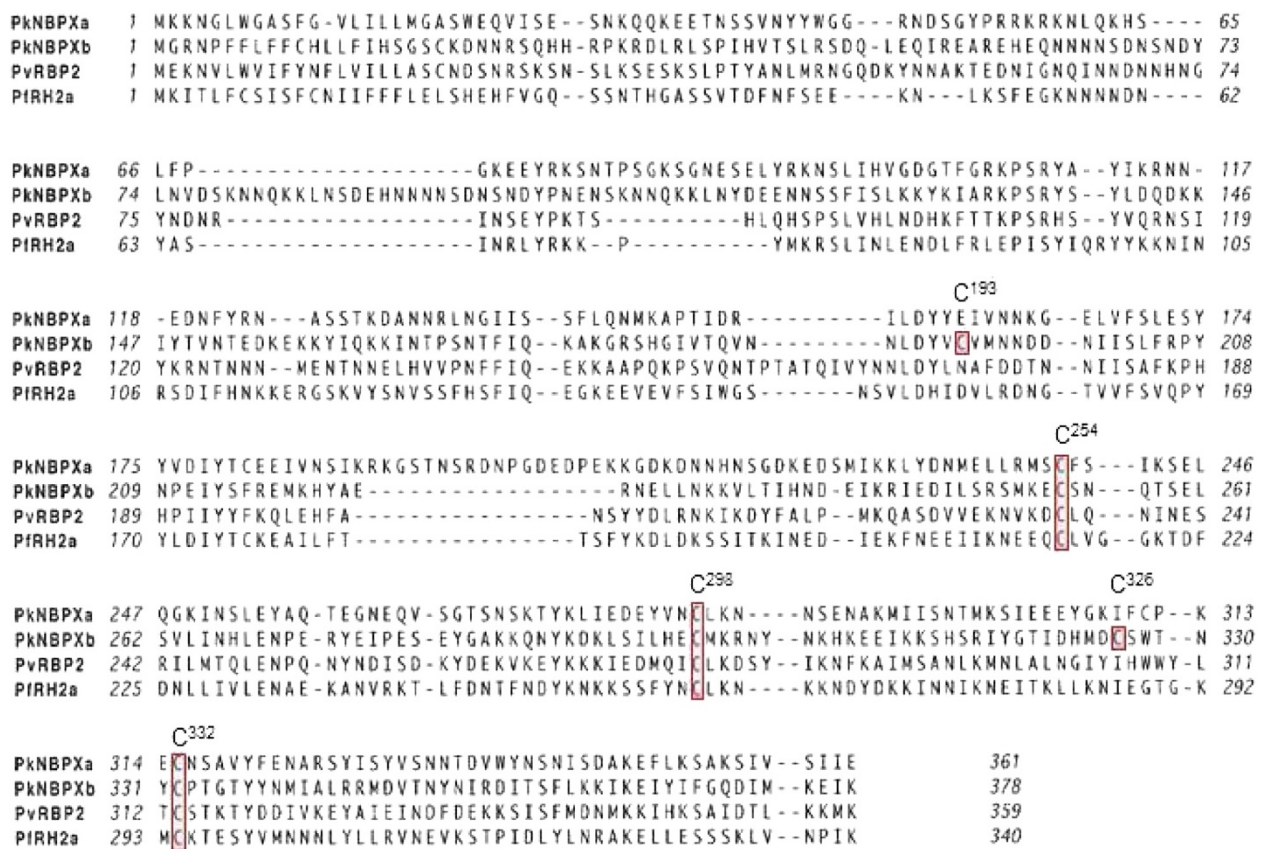 PkNBPXa 1 MKKNGLWGASFG-VLILLMGASWEQVISE--SNKQQKEETNSSVNYYWGG---RNDSGYPRRKRKNLQKHS---- 65
PkNBPXb 1 MGRNPFFLFFCHLLFIHSGSCKDNNRSQHH-RPKRDLRLSPIHVTSLRSDQ-LEQIREAREHEQNNNNSDNSNDY 73
PvRBP2 1 MEKNVLWVIFYNFLVILLASCNDSNRSKSN-SLKSESKSLPTYANLMRNGQDKYNNAKTEDNIGNQINNDNNHNG 74
PfRH2a 1 MKITLFCSISFCNIIFFFLELSHEHFVGQ--SSNTHGASSVTDFNFSEE----KN---LKSFEGKNNNNDN---- 62
PkNBPXa 66 LFP------------------GKEEYRKSNTPSGKSGNESELYRKNSLIHVGDGTFGRKPSRYA--YIKRNN- 117
PkNBPXb 74 LNVDSKNNQKKLNSDEHNNNNSDNSNDYPNENSKNNQKKLNYDEENNSSFISLKKYKIARKPSRYS--YLDQDKK 146
PvRBP2 75 YNDNR----------------INSEYPKTS----------HLQHSPSLVHLNDHKFTTKPSRHS--YVQRNSI 119
PfRH2a 63 YAS------------------INRLYRKK--P----------YMKRSLINLENDLFRLEPISYIQRYYKKNIN 105
C193
PkNBPXa 118 -EDNFYRN---ASSTKDANNRLNGIIS--SFLQNMKAPTIDR----------ILDYYEIVNNKG--ELVFSLESY 174
PkNBPXb 147 IYTVNTEDKEKKYIQKKINTPSNTFIQ--KAKGRSHGIVTQVN---------NLDYVCVMNNDD--NIISLFRPY 208
PvRBP2 120 YKRNTNNN--MENTNNELHVVPNFFIQ--EKKAAPQKPSVQNTPTATQIVYNNLDYLNAFDDTN--NIISAFKPH 188
PfRH2a 106 RSDIFHNKKERGSKVYSNVSSFHSFIQ--EGKEEVEVFSIWGS-------NSVLDHIDVLRDNG--TVVFSVQPY 169
C254
PkNBPXa 175 YVDIYTCEEIVNSIKRKGSTNSRDNPGDEDPEKKGDKDNNHNSGDKEDSMIKKLYDNMELLRMSCFS---IKSEL 246
PkNBPXb 209 NPEIYSFREMKHYAE----------------RNELLNKKVLTIHND-EIKRIEDILSRSMKECSN---QTSEL 261
PvRBP2 189 HPIIYYFKQLEHFA---------------NSYYDLRNKIKDYFALP--MKQASDVVEKNVKDCLQ---NINES 241
PfRH2a 170 YLDIYTCKEAILFT--------------TSFYKDLDKSSITKINED--IEKFNEEIIKNEEQCLVG--GKTDF 224
C298 C326
PkNBPXa 247 QGKINSLEYAQ-TEGNEQV-SGTSNSKTYKLIEDEYVNCLKN----NSENAKMIISNTMKSIEEEYGKIFCP--K 313
PkNBPXb 262 SVLINHLENPE-RYEIPES-EYGAKKQNYKDKLSILHECMKRNY--NKHKEEIKKSHSRIYGTIDHMDCSWT--N 330
PvRBP2 242 RILMTQLENPQ-NYNDISD-KYDEKVKEYKKKIEDMQICLKDSY--IKNFKAIMSANLKMNLALNGIYIHWWY-L 311
PfRH2a 225 DNLLIVLENAE-KANVRKT-LFDNTFNDYKNKKSSFYNCLKN----KKNDYDKKINNIKNEITKLLKNIEGTG-K 292
C332
PkNBPXa 314 ECNSAVYFENARSYISYVSNNTDVWYNSNISDAKEFLKSAKSIV--SIIE 361
PkNBPXb 331 YCPTGTYYNMIALRRMDVTNYNIRDITSFLKKIKEIYIFGQDIM--KEIK 378
PvRBP2 312 TCSTKTYDDIVKEYAIEINDFDEKKSISFMDNMKKIHKSAIDTL--KKMK 359
PfRH2a 293 MCKTESYVMNNNLYLLRVNEVKSTPIDLYLNRAKELLESSSKLV--NPIK 340